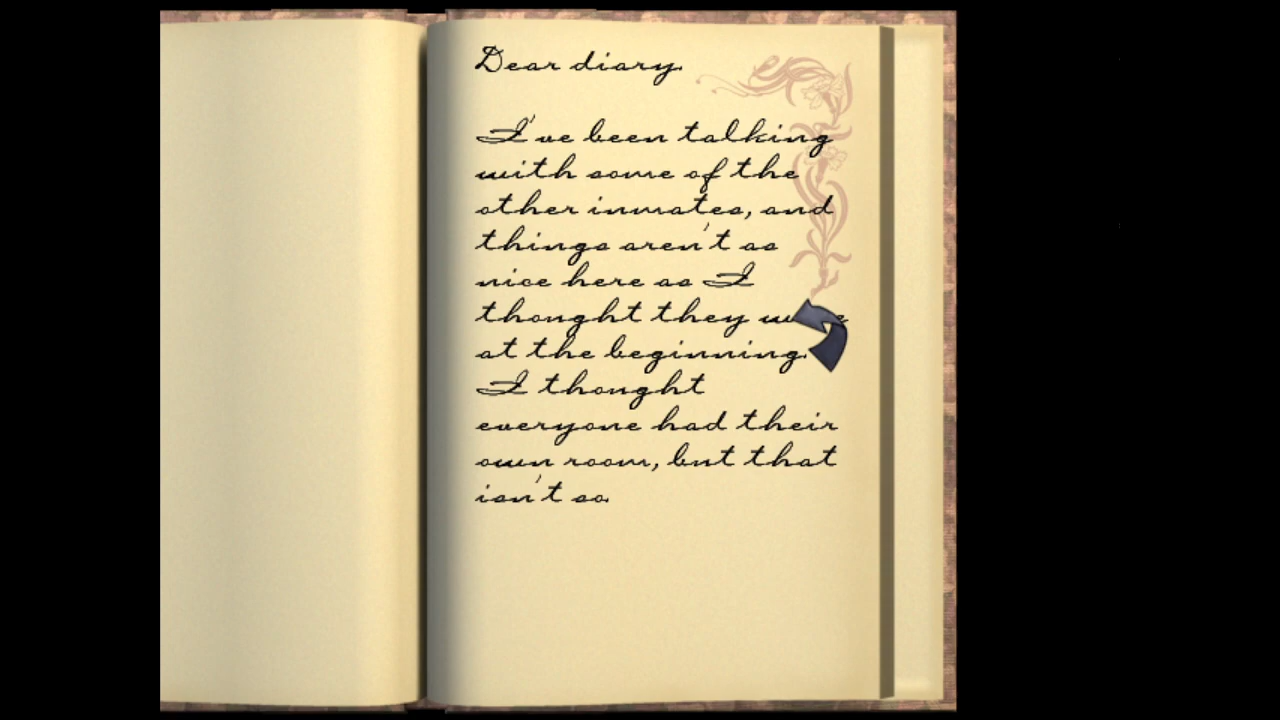 Dear diary.
I've been talking
with some of the
other inmates, and
things aren't as
nice here as I
thought they
at the beginning.
I thought
everyone had their
own room, but that
isn't so.